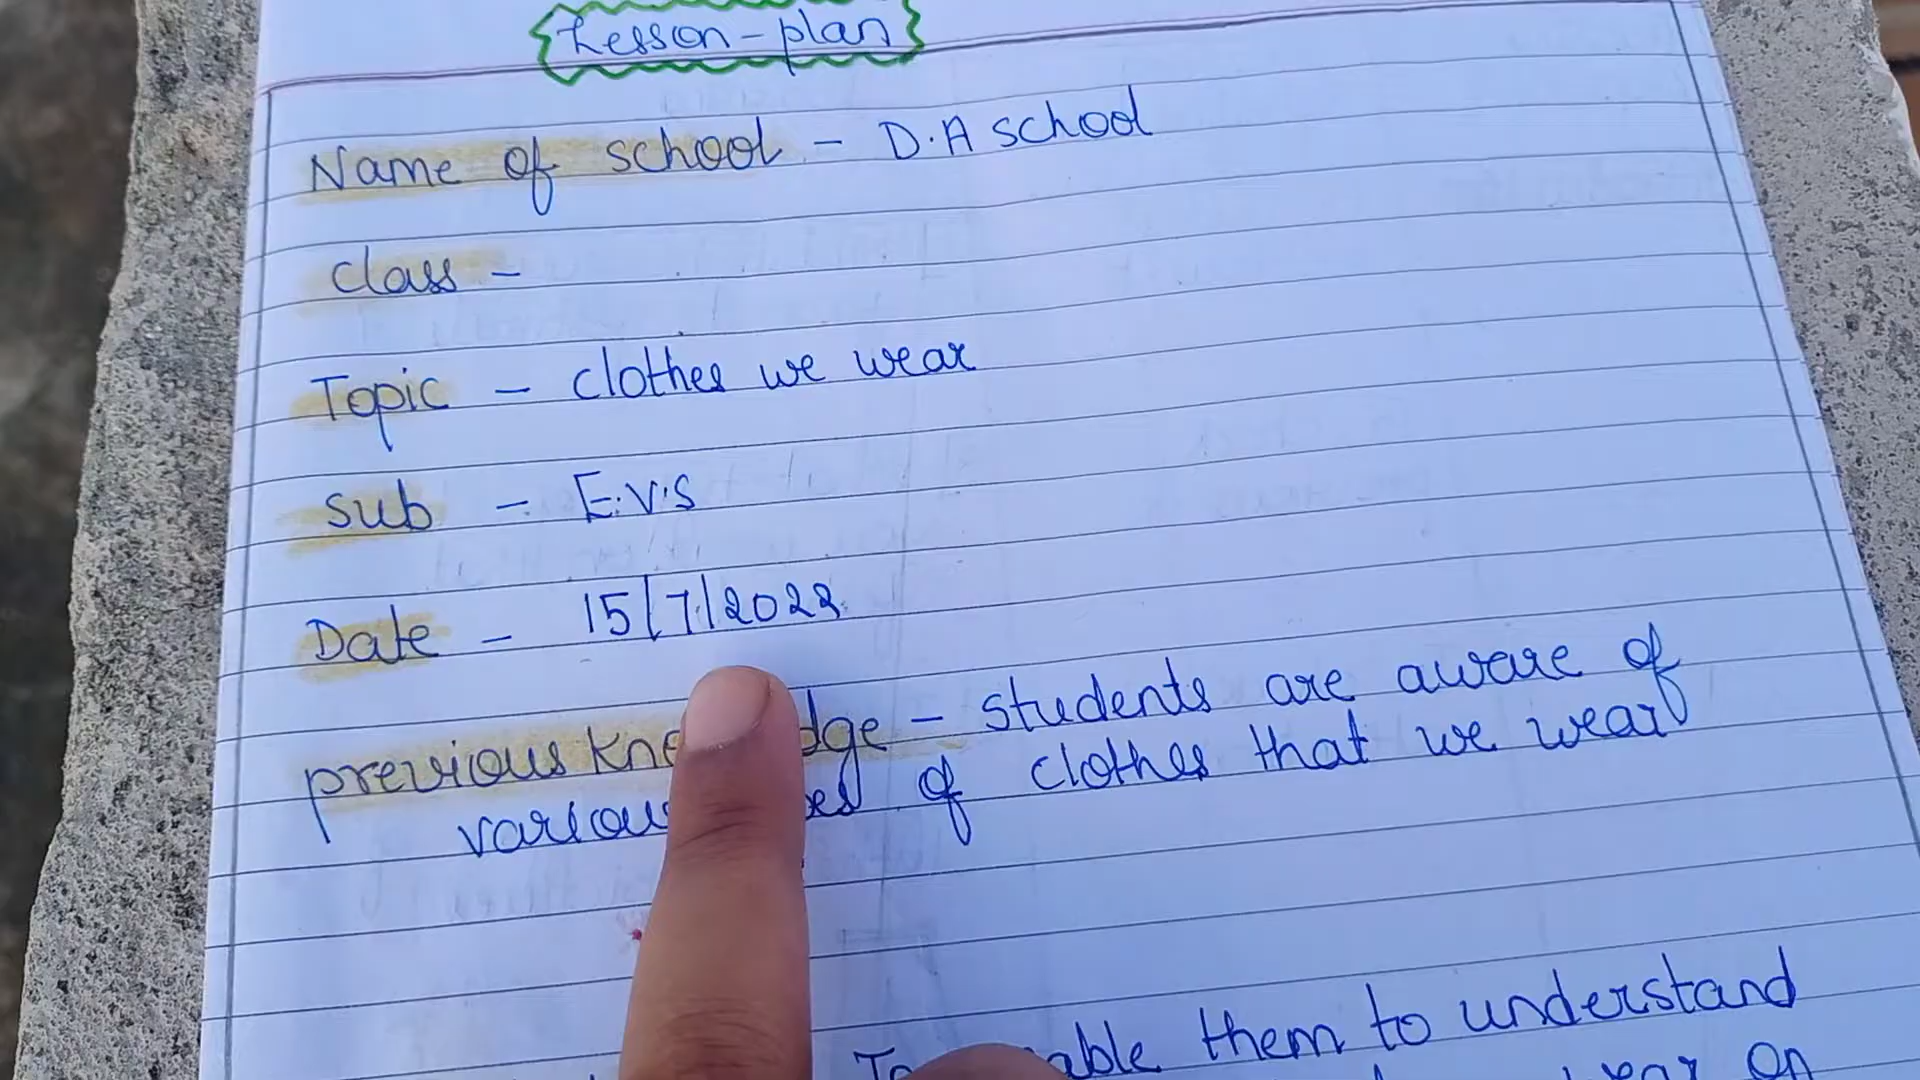 Lesson-plan
Name of school - D.A school
class -
Topic - clothes we wear
sub - E.V.S
Date - 15/7/2022
previous - students are aware of
of clothes that we wear
them to understand
on